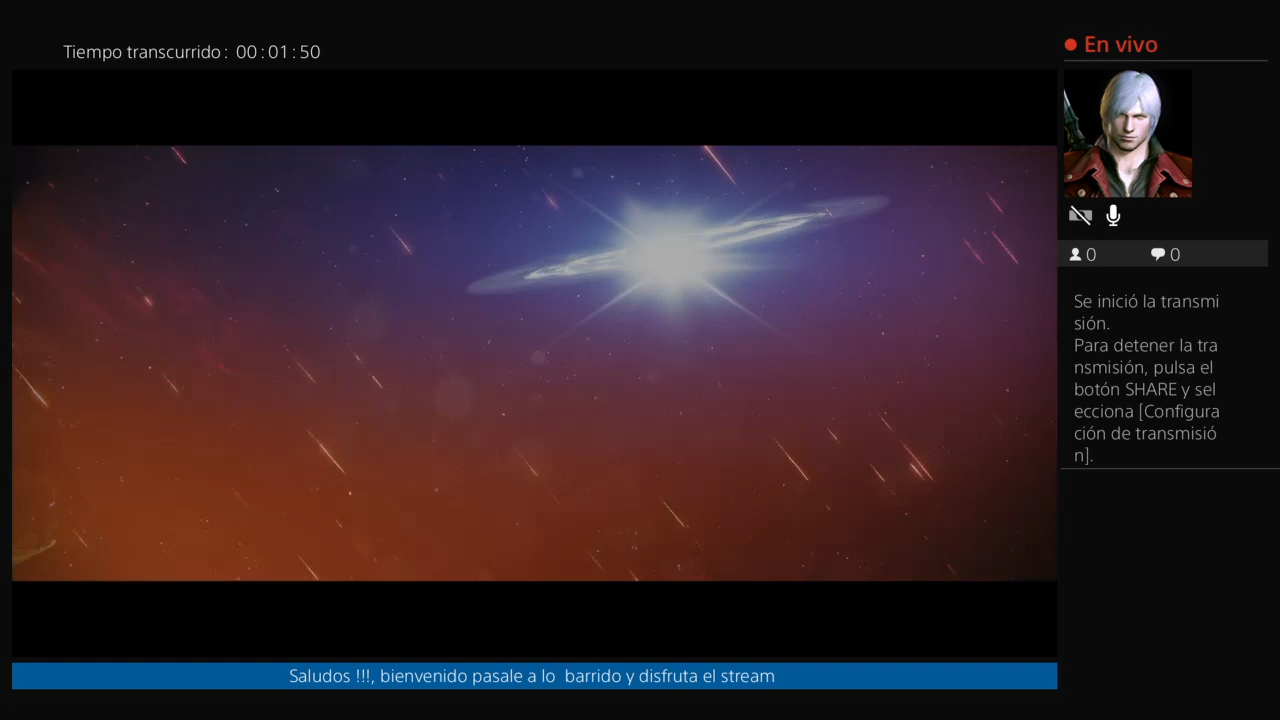 Tiempo transcurrido : 00 : 01 : 50
En vivo
0 0
Se inició la transmi
sión.
Para detener la tra
nsmisión, pulsa el
botón SHARE y sel
ecciona [Configura
ción de transmisió
n].
Saludos !!!, bienvenido pasale a lo  barrido y disfruta el stream